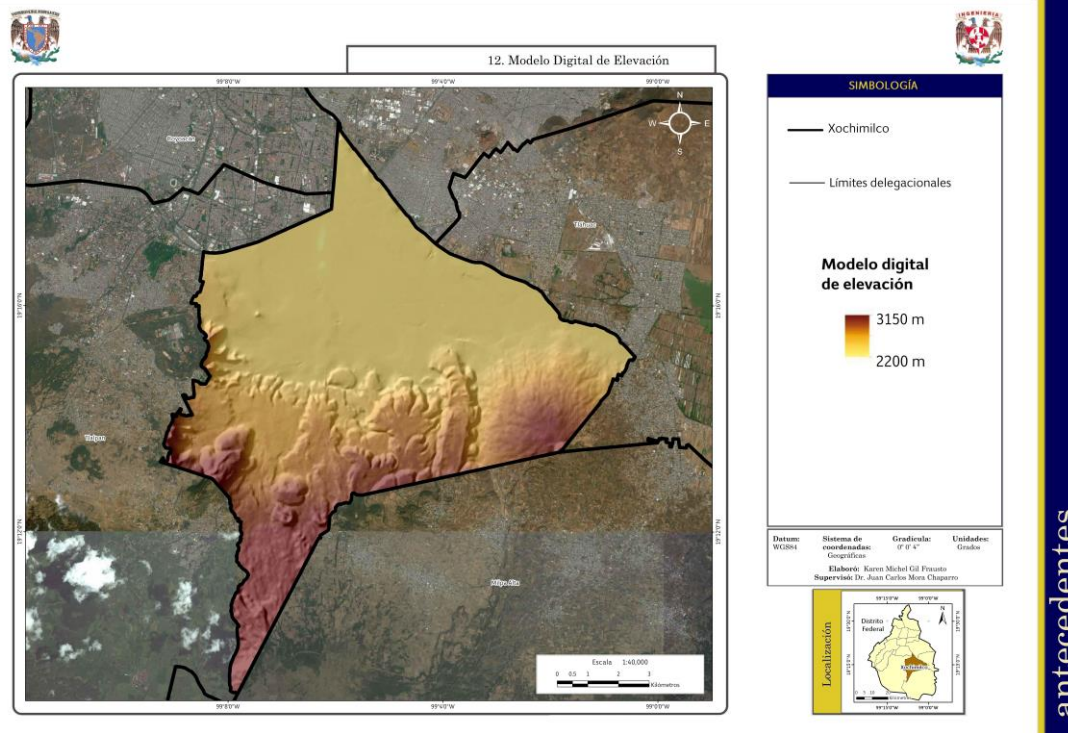 INGENIERIA
12. Modelo Digital de Elevación
99°8'0"W
99°4'0"W
99°0'0"W
N
W
E
S
Coyoacán
Tláhuac
Tlalpan
Milpa Alta
19°16'0"N
19°16'0"N
19°12'0"N
19°12'0"N
Escala 1:40,000
0 0.5 1 2 3
Kilómetros
99°8'0"W
99°4'0"W
99°0'0"W
SIMBOLOGÍA
Xochimilco
Límites delegacionales
Modelo digital
de elevación
3150 m
2200 m
Datum:
WGS84
Sistema de
coordenadas:
Geográficas
Gradícula:
0° 0' 4"
Unidades:
Grados
Elaboró: Karen Michel Gil Frausto
Supervisó: Dr. Juan Carlos Mora Chaparro
Localización
N
Distrito
Federal
Xochimilco
antecedentes